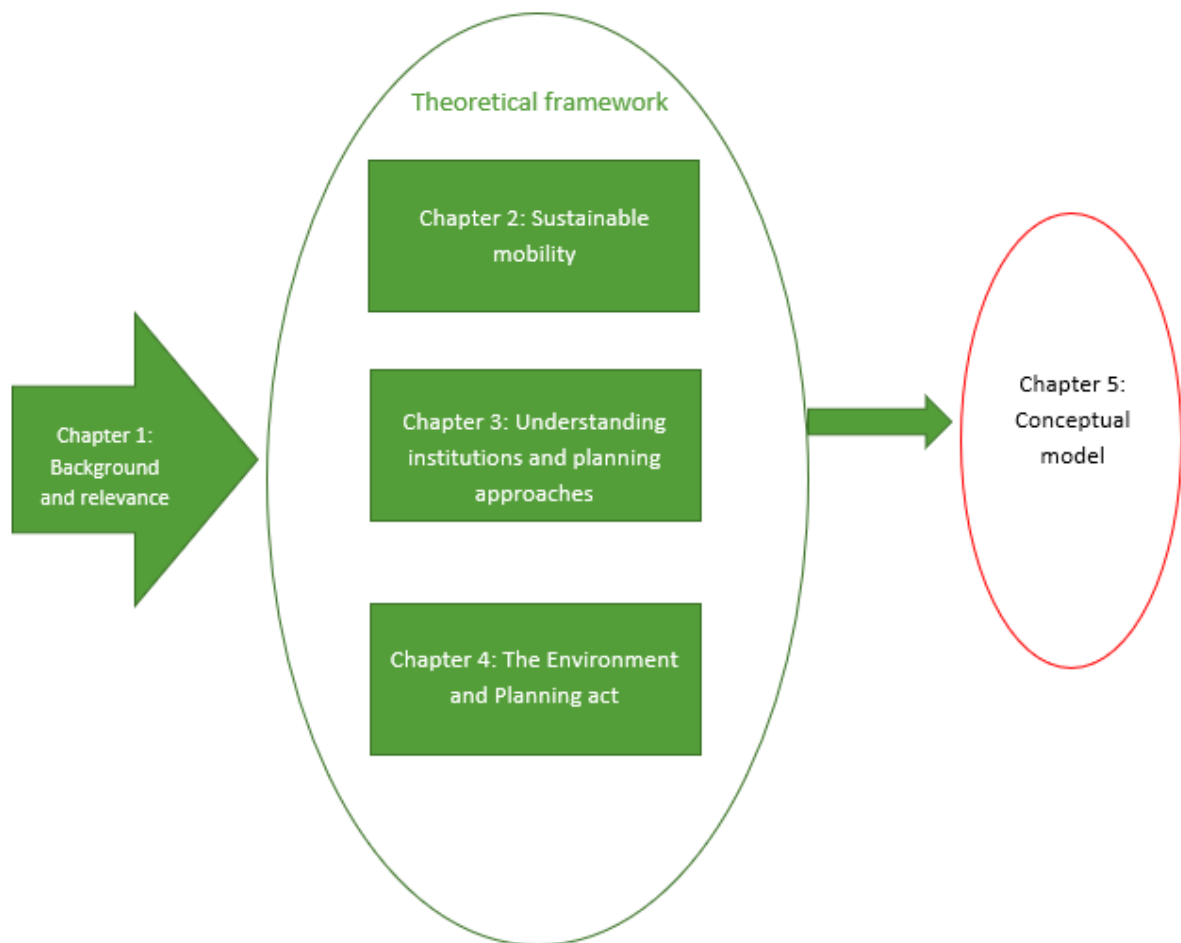 Theoretical framework
Chapter 2: Sustainable
mobility
Chapter 1:
Background
and relevance
Chapter 3: Understanding
institutions and planning
approaches
Chapter 4: The Environment
and Planning act
Chapter 5:
Conceptual
model